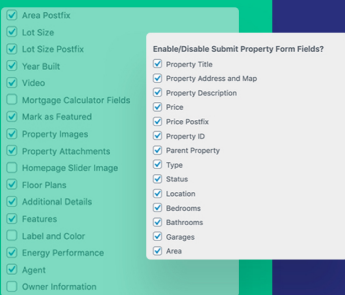 Area Postfix
Lot Size
Lot Size Postfix
Year Built
Video
Mortgage Calculator Fields
Mark as Featured
Property Images
Property Attachments
Homepage Slider Image
Floor Plans
Additional Details
Features
Label and Color
Energy Performance
Agent
Owner Information
Enable/Disable Submit Property Form Fields?
Property Title
Property Address and Map
Property Description
Price
Price Postfix
Property ID
Parent Property
Type
Status
Location
Bedrooms
Bathrooms
Garages
Area